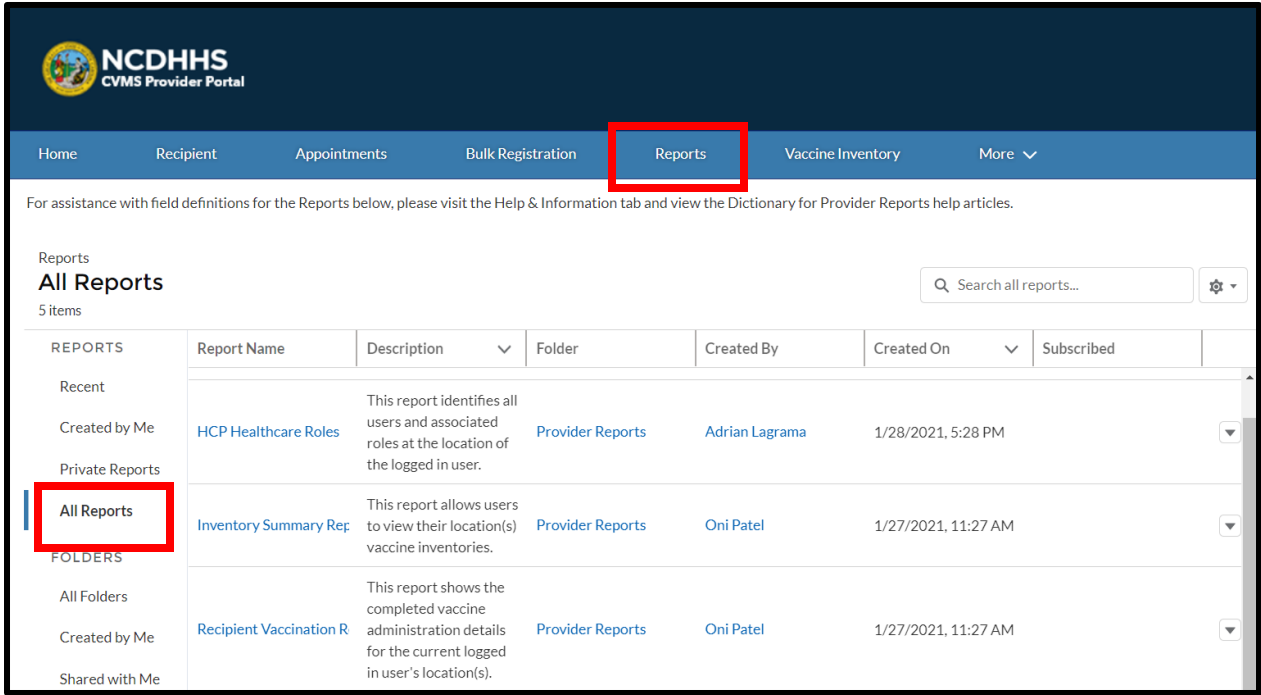 NCDHHS
CVMS Provider Portal
Home Recipient Appointments Bulk Registration Reports Vaccine Inventory More
For assistance with field definitions for the Reports below, please visit the Help & Information tab and view the Dictionary for Provider Reports help articles.
Reports
All Reports
5 items
Search all reports...
REPORTS
Recent
Created by Me
Private Reports
All Reports
FOLDERS
All Folders
Created by Me
Shared with Me
Report Name Description Folder Created By Created On Subscribed
HCP Healthcare Roles
This report identifies all
users and associated
roles at the location of
the logged in user.
Provider Reports
Adrian Lagrama
1/28/2021, 5:28 PM
Inventory Summary Rep
This report allows users
to view their location(s)
vaccine inventories.
Provider Reports
Oni Patel
1/27/2021, 11:27 AM
Recipient Vaccination R
This report shows the
completed vaccine
administration details
for the current logged
in user's location(s).
Provider Reports
Oni Patel
1/27/2021, 11:27 AM